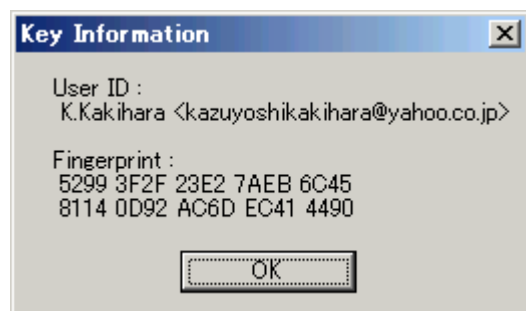 Key Information
User ID :
K.Kakihara <kazuyoshikakihara@yahoo.co.jp>
Fingerprint :
5299 3F2F 23E2 7AEB 6C45
8114 0D92 AC6D EC41 4490
OK